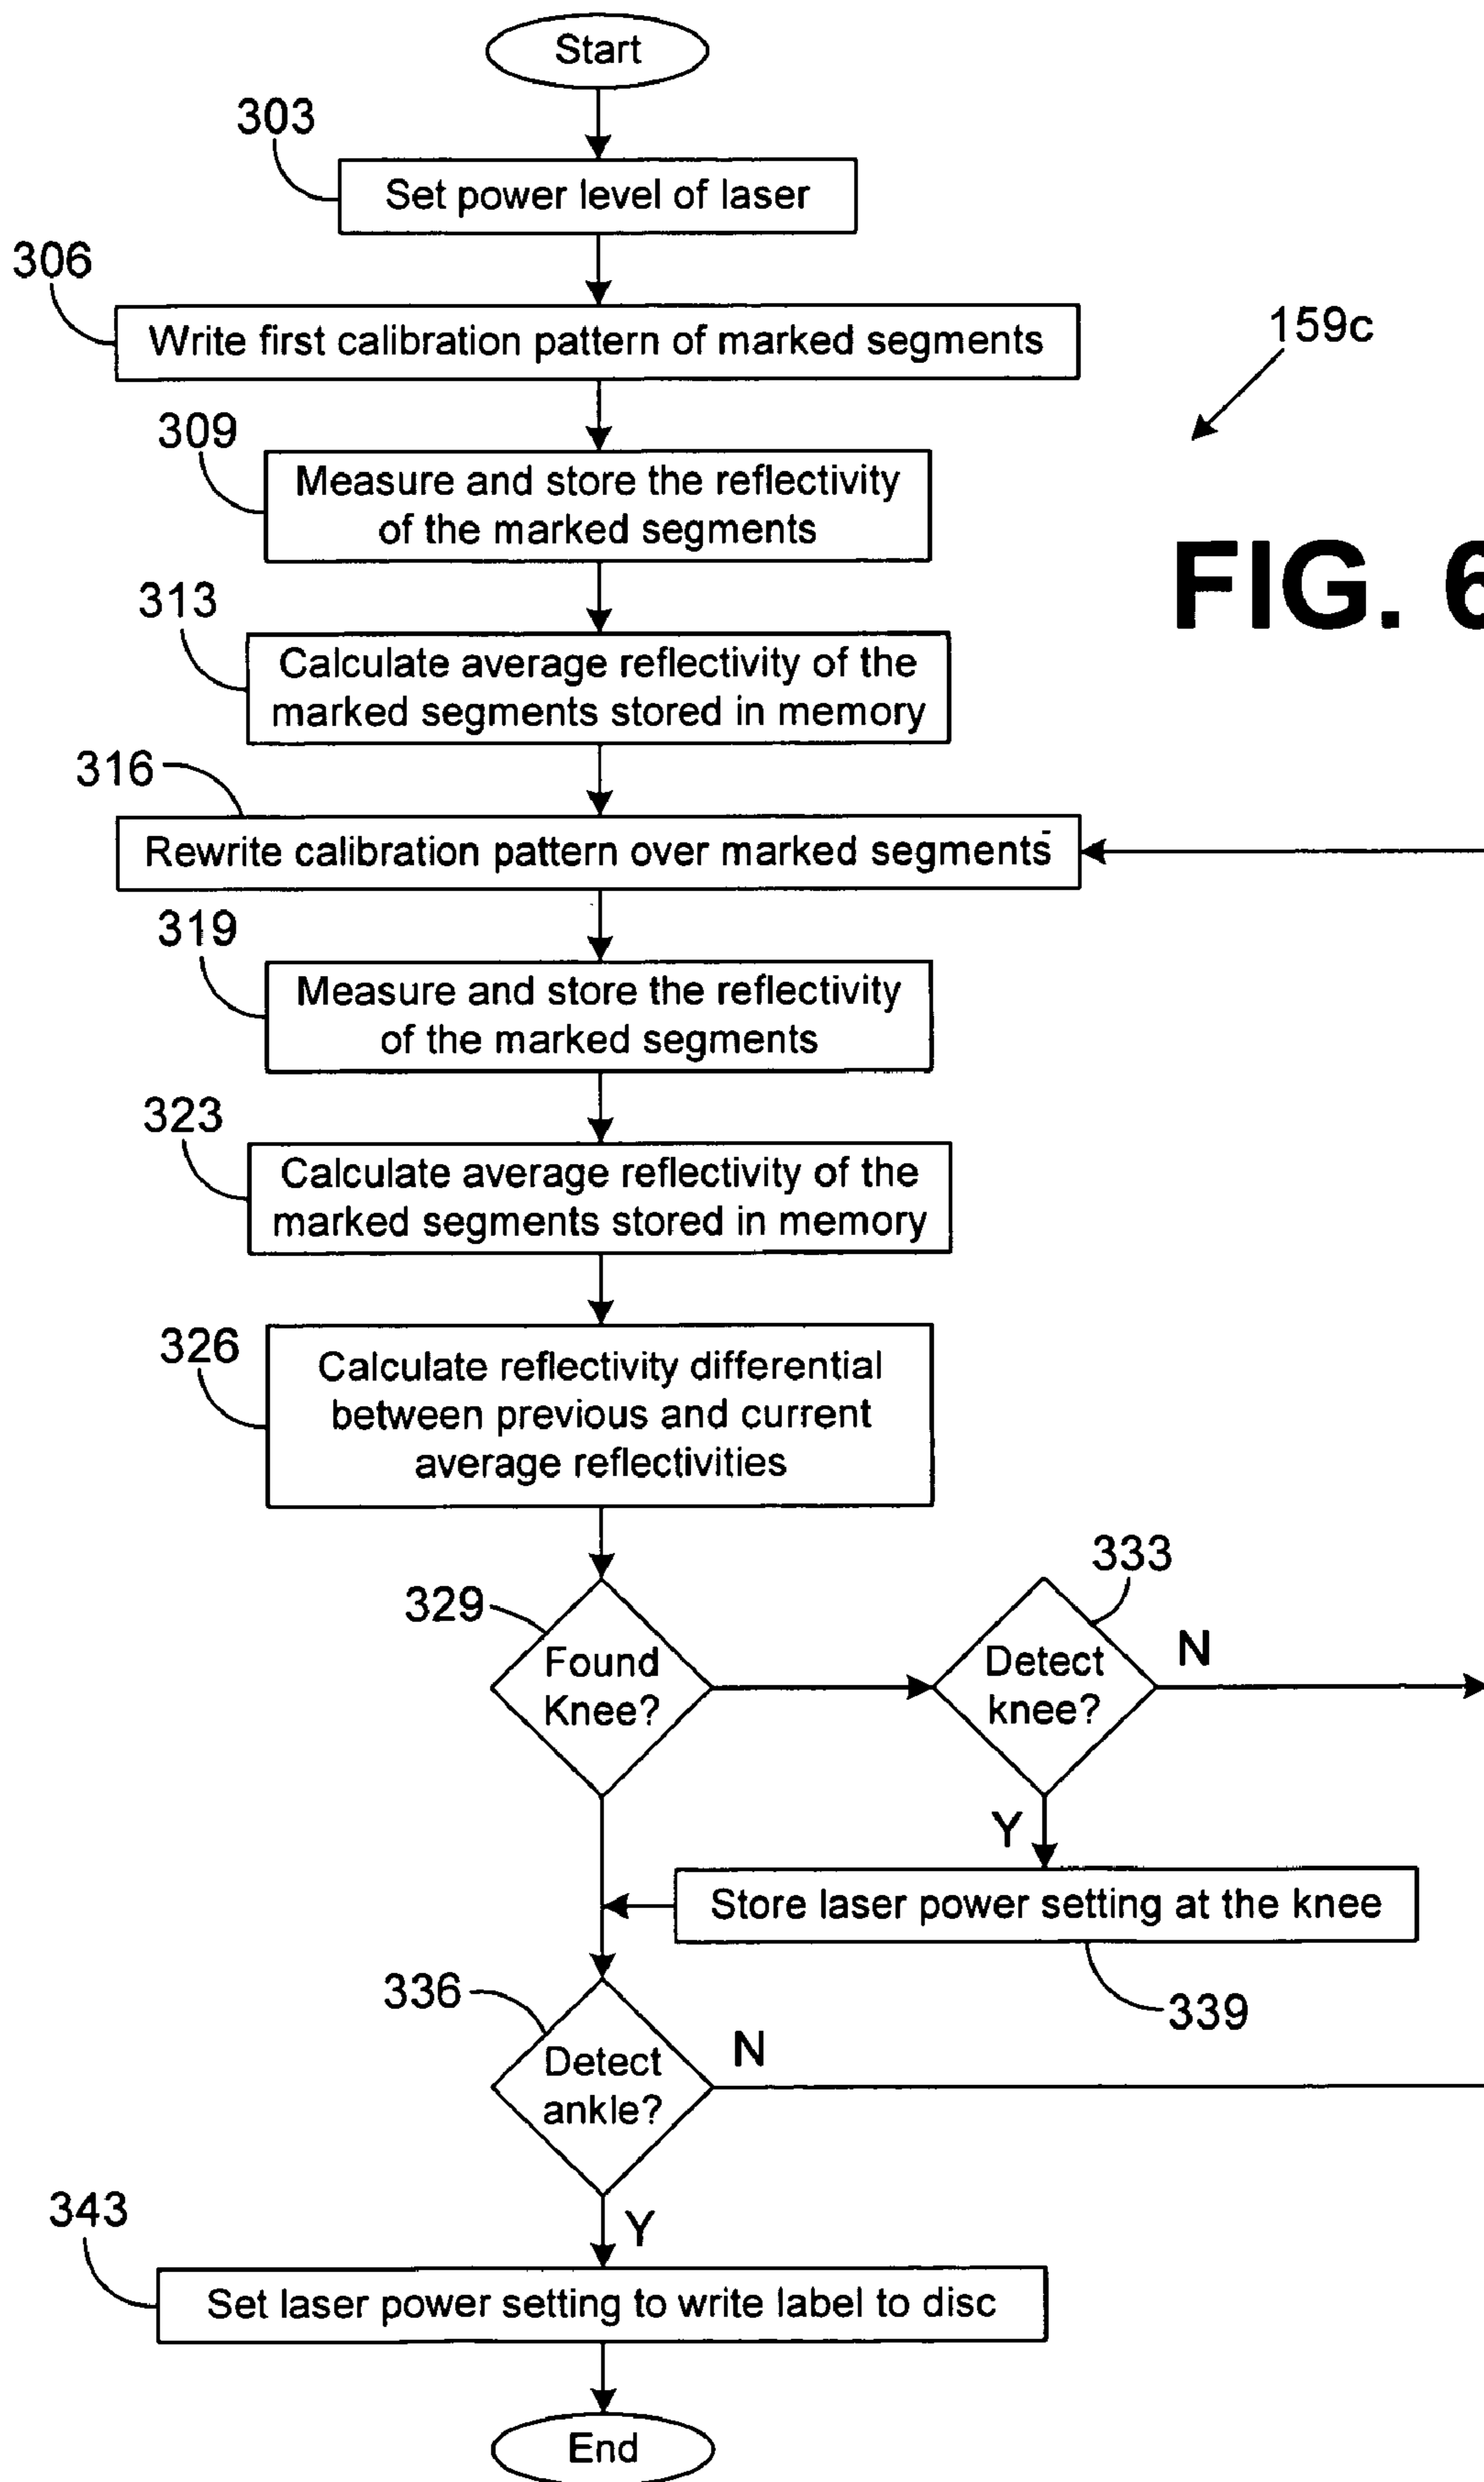 Start
303
Set power level of laser
306
Write first calibration pattern of marked segments
159c
309
Measure and store the reflectivity
of the marked segments
FIG. 6
313
Calculate average reflectivity of the
marked segments stored in memory
316
Rewrite calibration pattern over marked segments
319
Measure and store the reflectivity
of the marked segments
323
Calculate average reflectivity of the
marked segments stored in memory
326
Calculate reflectivity differential
between previous and current
average reflectivities
329
Found
Knee?
333
Detect
knee?
N
Y
Store laser power setting at the knee
339
336
Detect
ankle?
N
Y
343
Set laser power setting to write label to disc
End